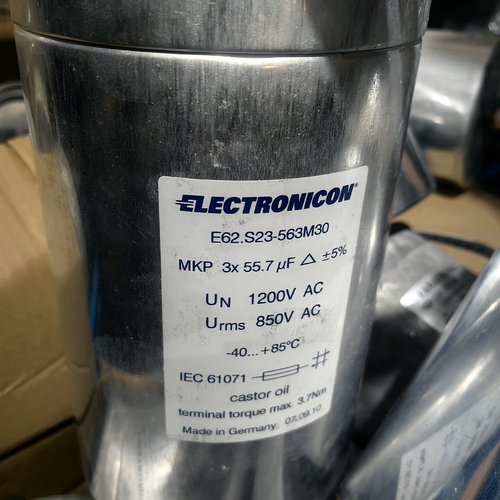 ELECTRONICON
E62.S23-563M30
MKP 3x 55.7 µF △ ±5%
UN 1200V AC
Urms 850V AC
-40...+85°C
IEC 61071
castor oil
terminal torque max. 3.7Nm
Made in Germany 07.09.10